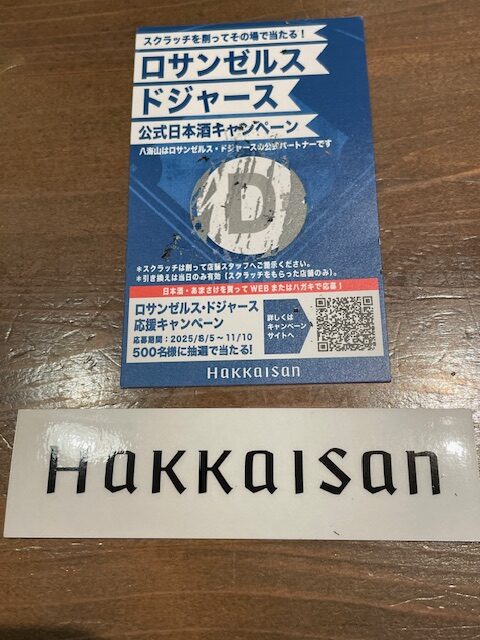 スクラッチを削ってその場で当たる！
ロサンゼルス
ドジャース
公式日本酒キャンペーン
八海山はロサンゼルス・ドジャースの公式パートナーです
D
＊スクラッチは削って店舗スタッフへご提示ください。
＊引き換えは当日のみ有効（スクラッチをもらった店舗のみ）。
日本酒・あまさけを買ってWEBまたはハガキで応募！
ロサンゼルス・ドジャース
応援キャンペーン
応募期間：2025/8/5〜11/10
500名様に抽選で当たる!
詳しくは
キャンペーン
サイトへ
HaKKaISan
HaKKaISan